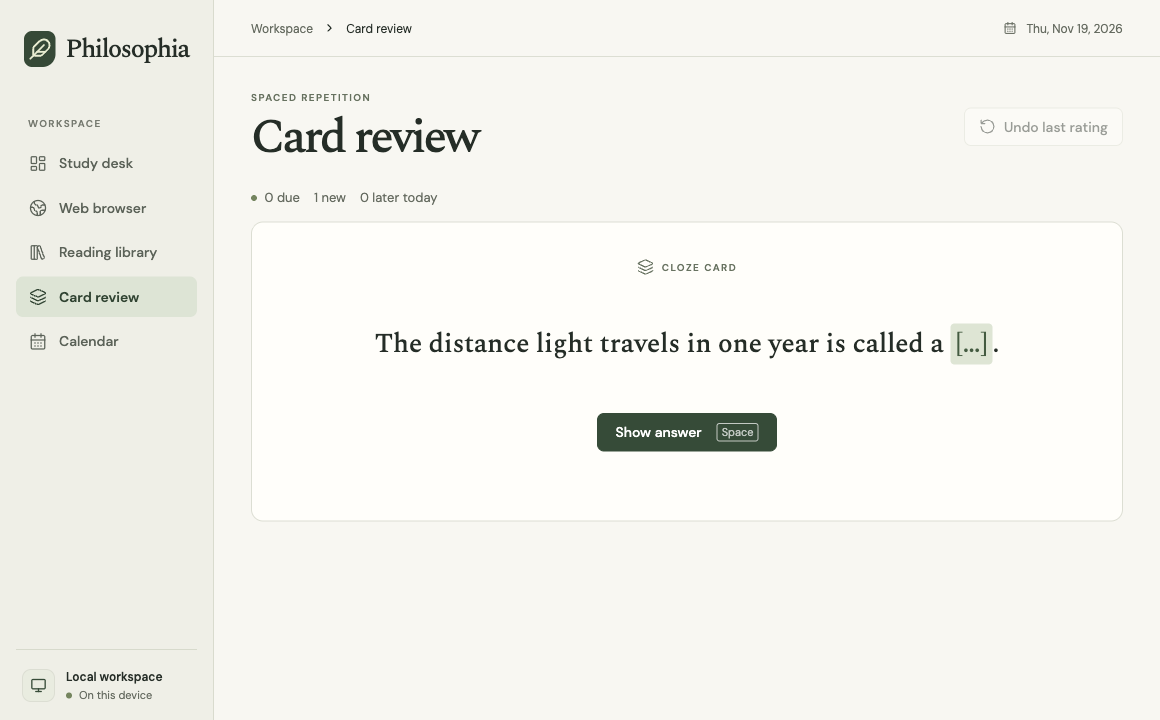 Philosophia
WORKSPACE
Study desk
Web browser
Reading library
Card review
Calendar
Local workspace
On this device
Workspace > Card review
Thu, Nov 19, 2026
SPACED REPETITION
Card review
Undo last rating
0 due 1 new 0 later today
CLOZE CARD
The distance light travels in one year is called a [...].
Show answer Space